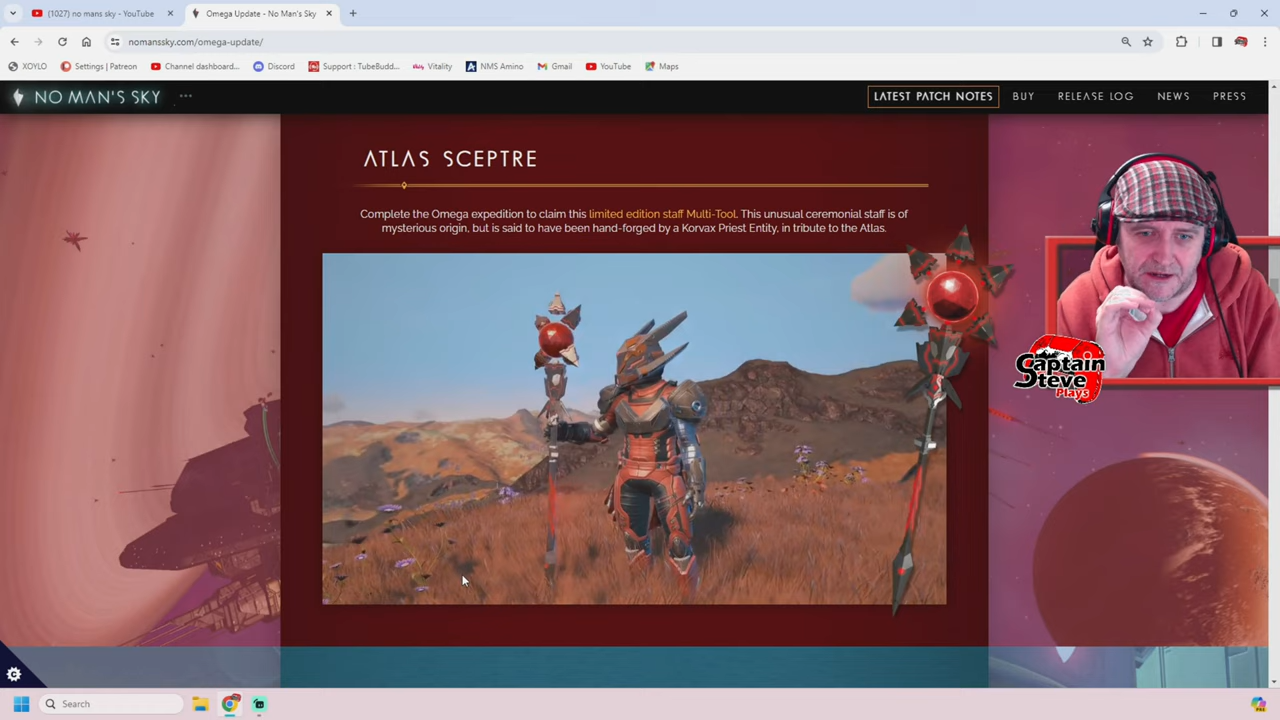 (1027) no mans sky - YouTube
Omega Update - No Man's Sky
nomanssky.com/omega-update/
XOYLO
Settings | Patreon
Channel dashboard...
Discord
Support : TubeBudd...
Vitality
NMS Amino
Gmail
YouTube
Maps
NO MAN'S SKY
LATEST PATCH NOTES
BUY
RELEASE LOG
NEWS
PRESS
ATLAS SCEPTRE
Complete the Omega expedition to claim this limited edition staff Multi-Tool. This unusual ceremonial staff is of
mysterious origin, but is said to have been hand-forged by a Korvax Priest Entity, in tribute to the Atlas.
Captain
Steve
Plays
Search